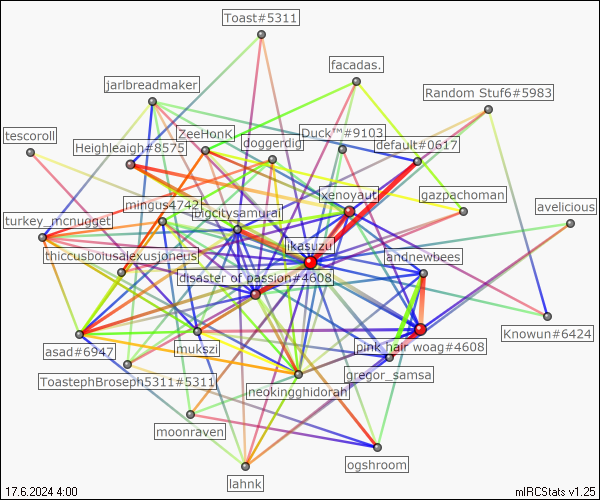 Toast#5311
facadas.
jarlbreadmaker
Random Stuf6#5983
tescoroll
ZeeHonK
Duck™#9103
doggerdig
default#0617
Heighleaigh#8575
xenoyaut
gazpachoman
mingus4742
bigcitysamurai
avelicious
turkey_mcnugget
jikasuzu
thiccusboiusalexusjoneus
andnewbees
disaster of passion#4608
Knowun#6424
asad#6947
mukszi
pink hair woag#4608
gregor_samsa
ToastephBroseph5311#5311
neokingghidorah
moonraven
ogshroom
lahnk
17.6.2024 4:00
mIRCStats v1.25